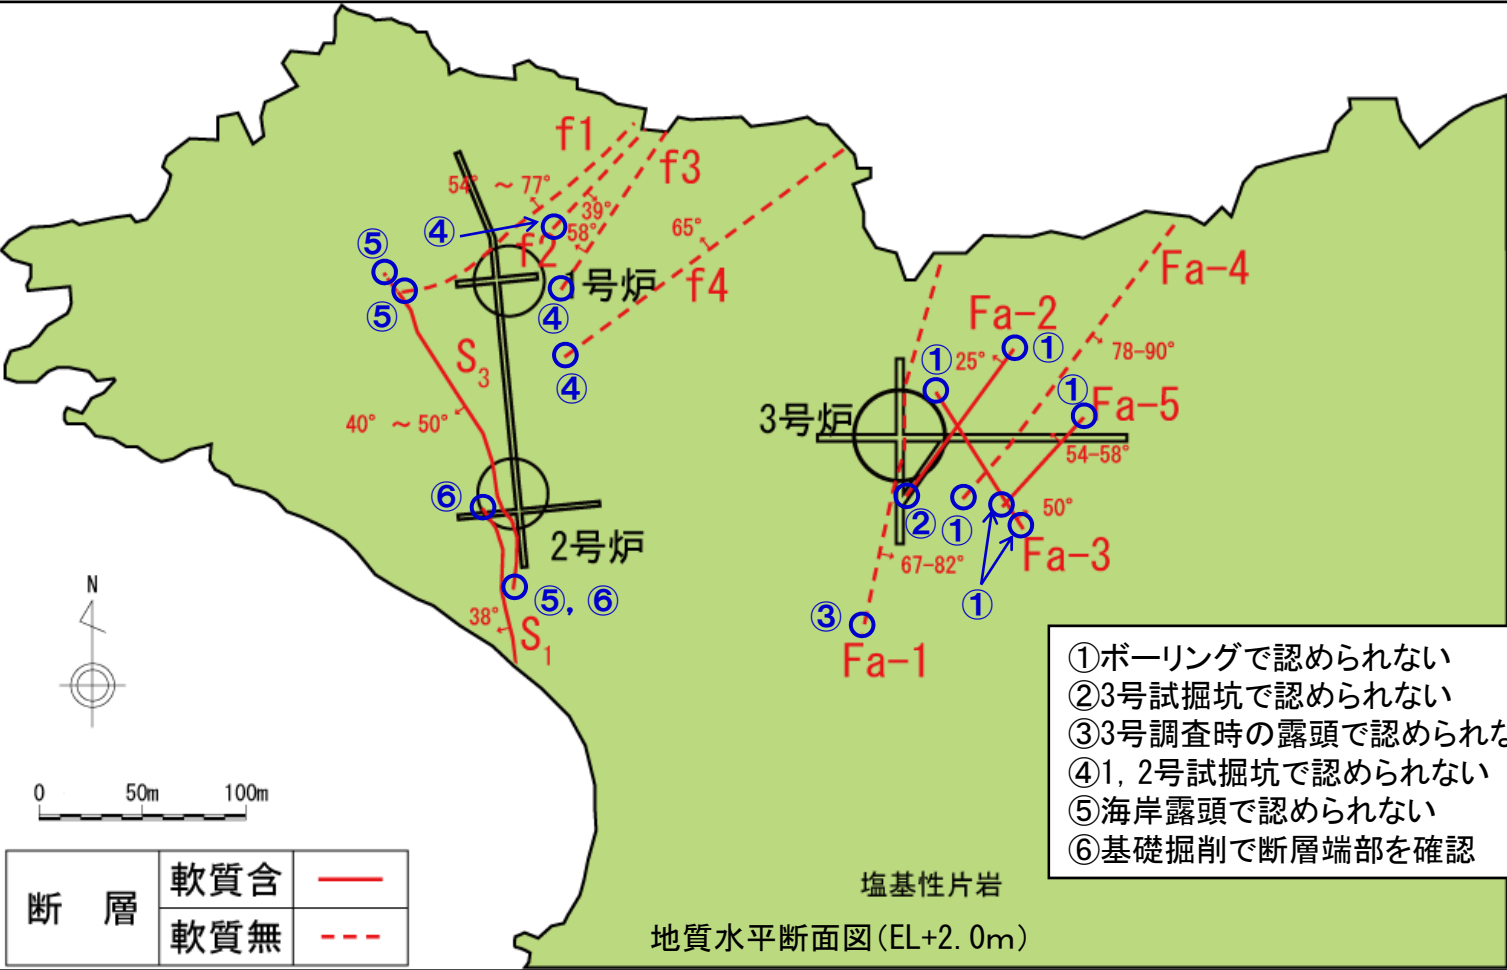 f1
f3
54° ～ 77°
39°
④
58°
65°
f2
⑤
1号炉
f4
Fa-4
⑤
④
Fa-2
①
①
25°
78-90°
S3
④
①
Fa-5
3号炉
40° ～ 50°
54-58°
⑥
②
①
50°
2号炉
67-82°
Fa-3
N
⑤, ⑥
①
38°
S1
③
Fa-1
0 50m 100m
①ボーリングで認められない
②3号試掘坑で認められない
③3号調査時の露頭で認められな
④1, 2号試掘坑で認められない
⑤海岸露頭で認められない
⑥基礎掘削で断層端部を確認
断 層
軟質含
軟質無
塩基性片岩
地質水平断面図(EL+2.0m)